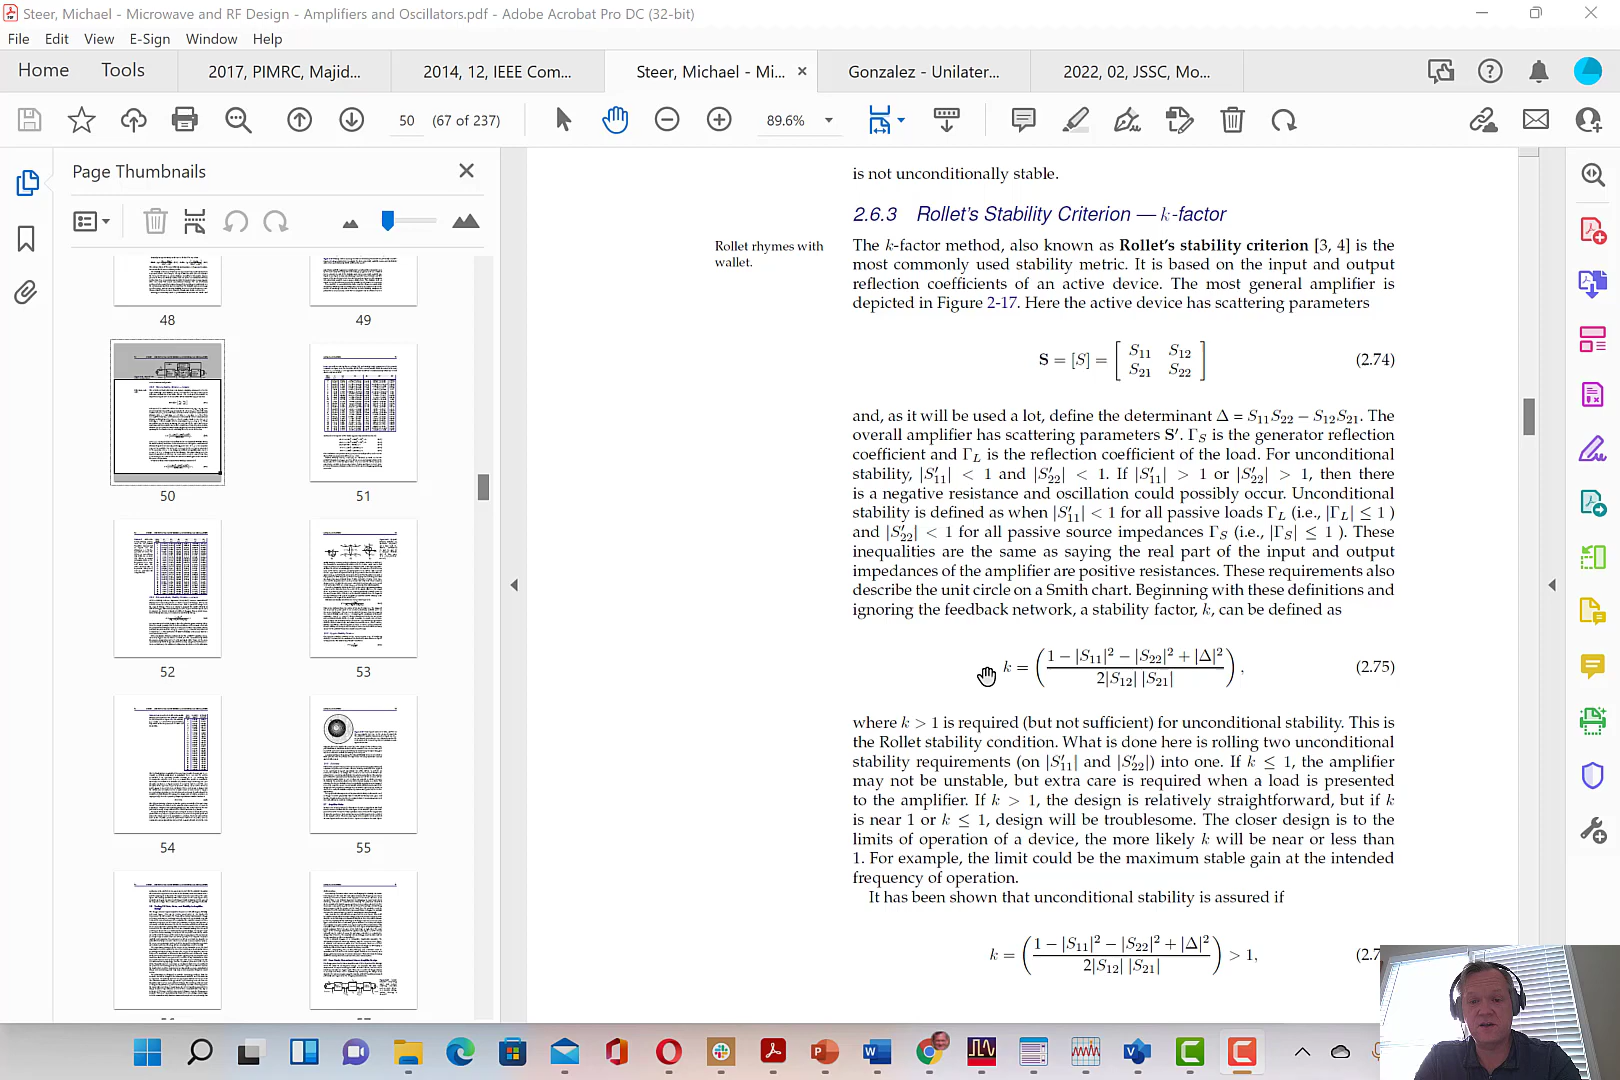 Steer, Michael - Microwave and RF Design - Amplifiers and Oscillators.pdf - Adobe Acrobat Pro DC (32-bit)
File Edit View E-Sign Window Help
Home Tools 2017, PIMRC, Majid... 2014, 12, IEEE Com... Steer, Michael - Mi... Gonzalez - Unilater... 2022, 02, JSSC, Mo...
50 (67 of 237) 89.6%
Page Thumbnails
48 49
50 51
52 53
54 55
is not unconditionally stable.
2.6.3 Rollet's Stability Criterion — k-factor
Rollet rhymes with
wallet.
The k-factor method, also known as Rollet's stability criterion [3, 4] is the
most commonly used stability metric. It is based on the input and output
reflection coefficients of an active device. The most general amplifier is
depicted in Figure 2-17. Here the active device has scattering parameters
S = [S] = [ S11 S12 S21 S22 ] (2.74)
and, as it will be used a lot, define the determinant Δ = S11S22 − S12S21. The
overall amplifier has scattering parameters S′. ΓS is the generator reflection
coefficient and ΓL is the reflection coefficient of the load. For unconditional
stability, |S′11| < 1 and |S′22| < 1. If |S′11| > 1 or |S′22| > 1, then there
is a negative resistance and oscillation could possibly occur. Unconditional
stability is defined as when |S′11| < 1 for all passive loads ΓL (i.e., |ΓL| ≤ 1 )
and |S′22| < 1 for all passive source impedances ΓS (i.e., |ΓS| ≤ 1 ). These
inequalities are the same as saying the real part of the input and output
impedances of the amplifier are positive resistances. These requirements also
describe the unit circle on a Smith chart. Beginning with these definitions and
ignoring the feedback network, a stability factor, k, can be defined as
k = ( 1 − |S11|² − |S22|² + |Δ|² / 2|S12| |S21| ) , (2.75)
where k > 1 is required (but not sufficient) for unconditional stability. This is
the Rollet stability condition. What is done here is rolling two unconditional
stability requirements (on |S′11| and |S′22|) into one. If k ≤ 1, the amplifier
may not be unstable, but extra care is required when a load is presented
to the amplifier. If k > 1, the design is relatively straightforward, but if k
is near 1 or k ≤ 1, design will be troublesome. The closer design is to the
limits of operation of a device, the more likely k will be near or less than
1. For example, the limit could be the maximum stable gain at the intended
frequency of operation.
It has been shown that unconditional stability is assured if
k = ( 1 − |S11|² − |S22|² + |Δ|² / 2|S12| |S21| ) > 1, (2.7